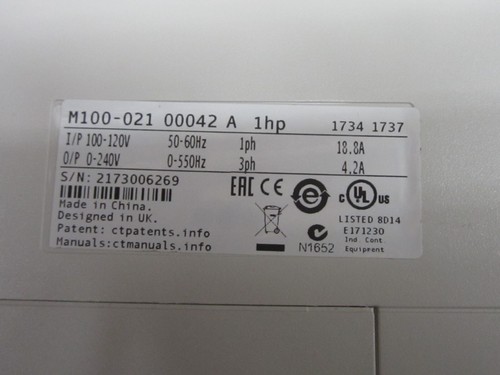 M100-021 00042 A 1hp 1734 1737
I/P 100-120V 50-60Hz 1ph 18.8A
O/P 0-240V 0-550Hz 3ph 4.2A
S/N: 2173006269
EAC CE c UL us
Made in China.
Designed in UK.
Patent: ctpatents.info
Manuals:ctmanuals.info
N1652
LISTED 8D14
E171230
Ind. Cont.
Equipment